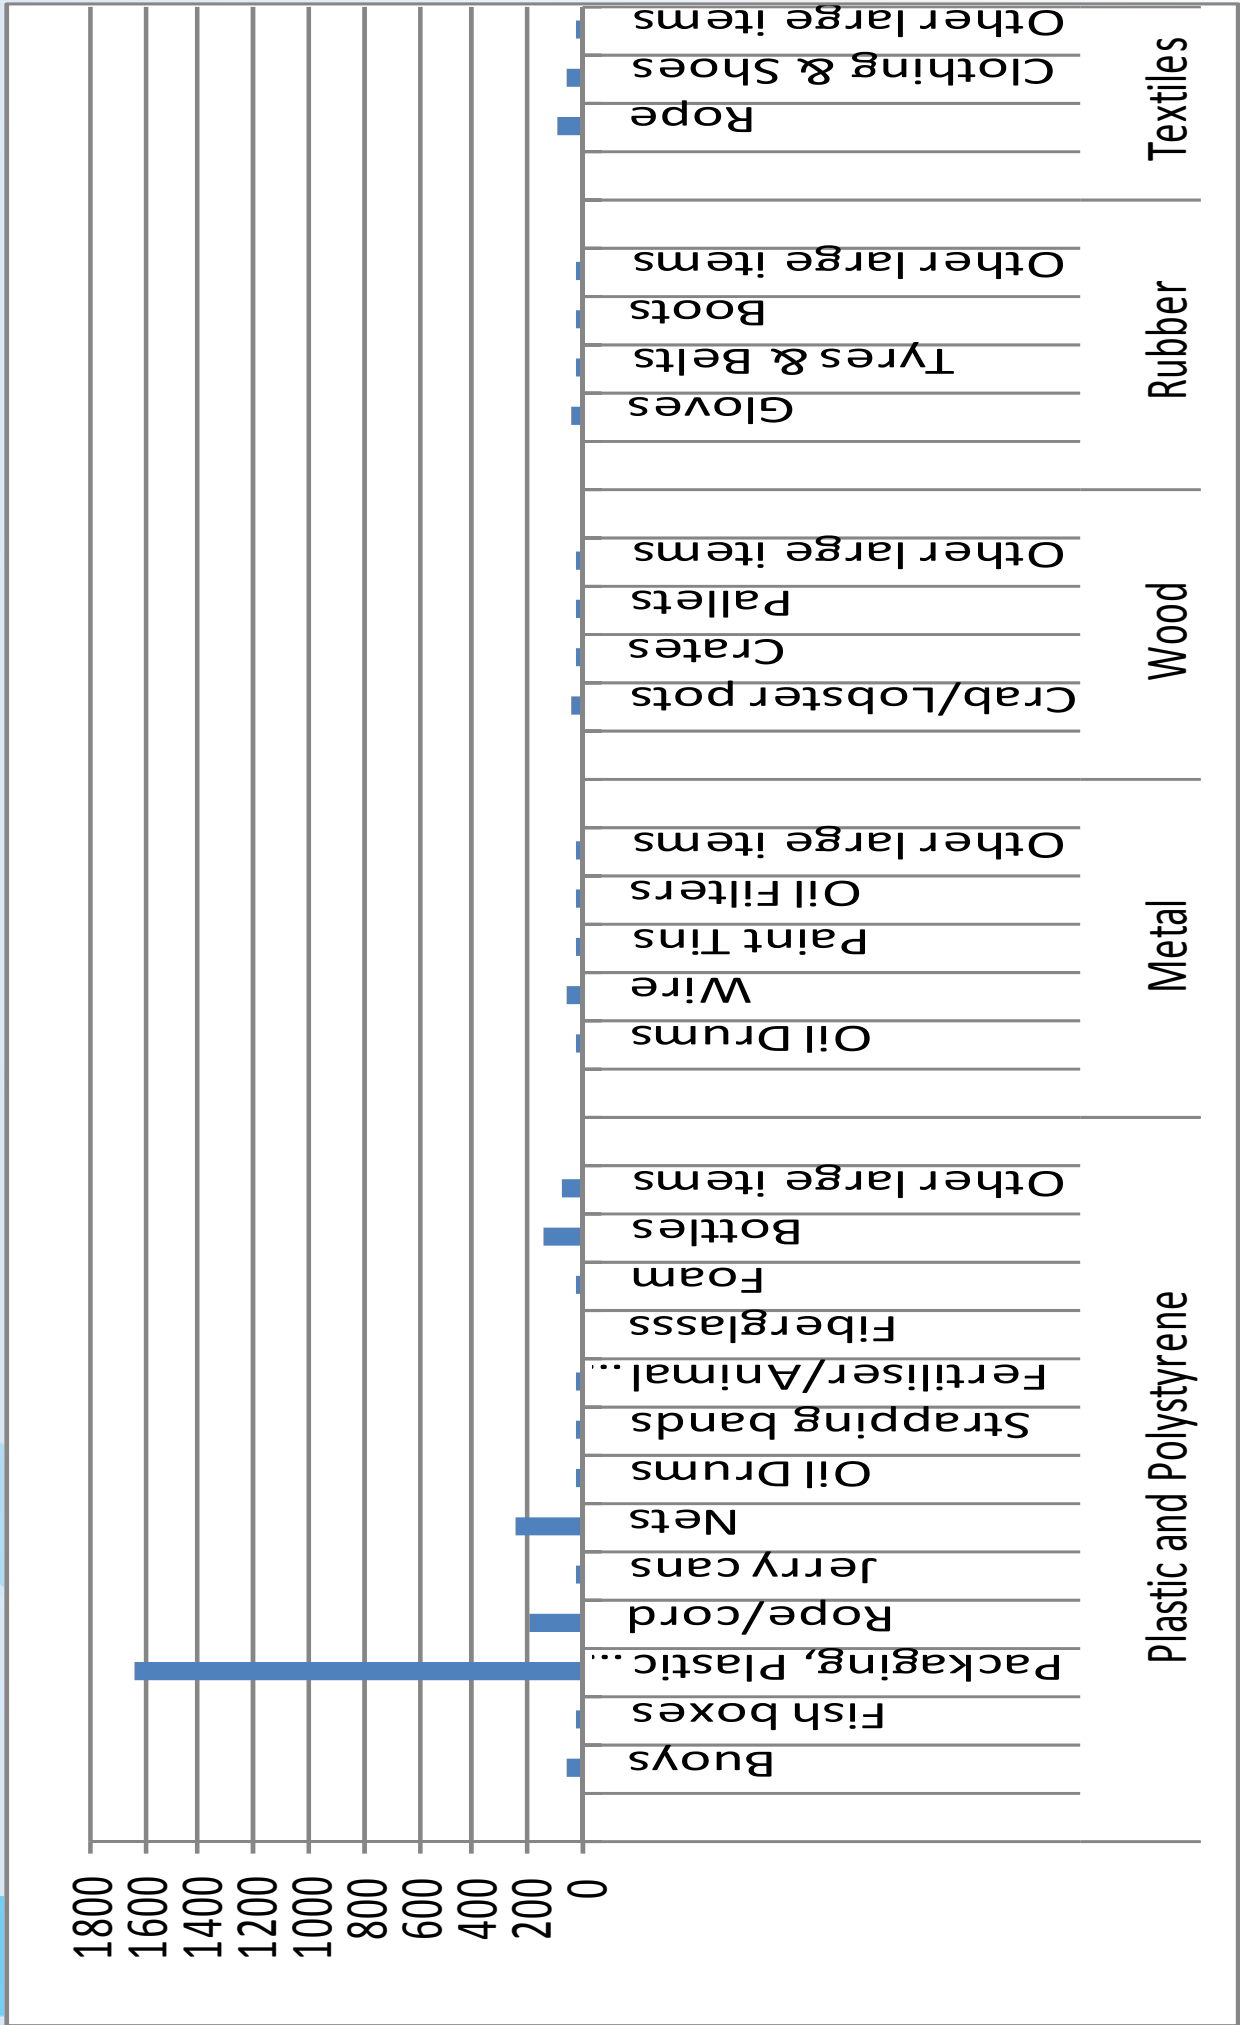 1800
1600
1400
1200
1000
800
600
400
200
0
Buoys
Fish boxes
Packaging, Plastic...
Rope/cord
Jerry cans
Nets
Oil Drums
Strapping bands
Fertiliser/Animal...
Fiberglasss
Foam
Bottles
Other large items
Oil Drums
Wire
Paint Tins
Oil Filters
Other large items
Crab/Lobster pots
Crates
Pallets
Other large items
Gloves
Tyres & Belts
Boots
Other large items
Rope
Clothing & Shoes
Other large items
Plastic and Polystyrene
Metal
Wood
Rubber
Textiles